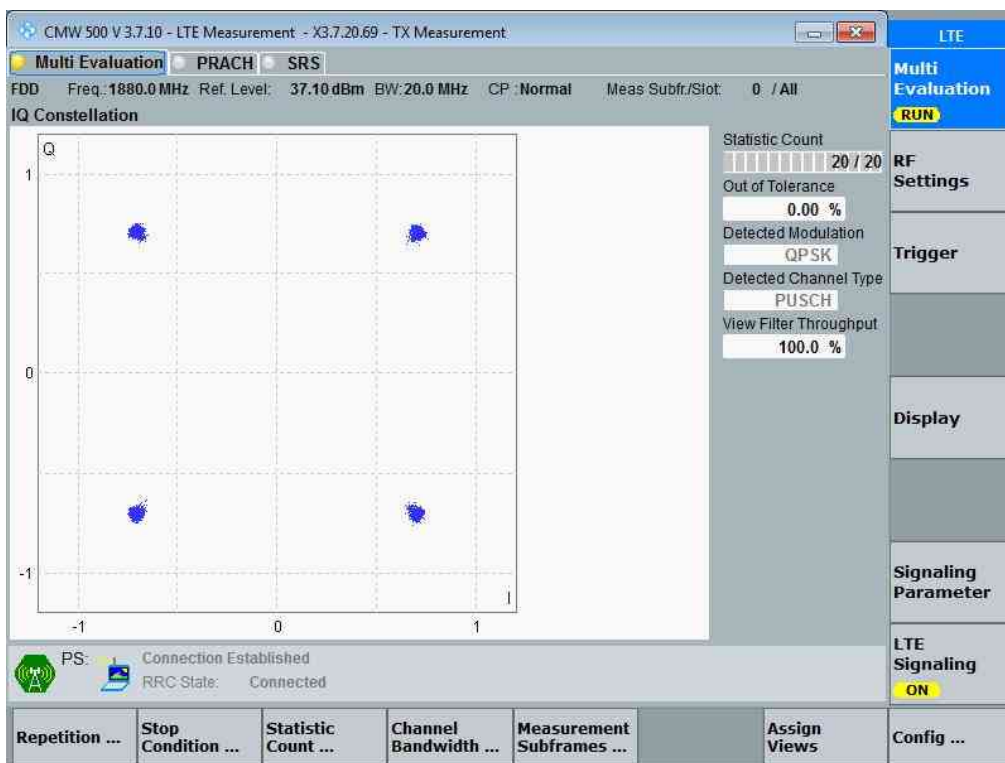 CMW 500 V 3.7.10 - LTE Measurement - X3.7.20.69 - TX Measurement
LTE
Multi Evaluation PRACH SRS
FDD Freq.:1880.0 MHz Ref. Level: 37.10 dBm BW:20.0 MHz CP :Normal Meas Subfr./Slot: 0 / All
IQ Constellation
Q
1
0
-1
-1 0 1
I
Statistic Count
20 / 20
Out of Tolerance
0.00 %
Detected Modulation
QPSK
Detected Channel Type
PUSCH
View Filter Throughput
100.0 %
Multi
Evaluation
RUN
RF
Settings
Trigger
Display
Signaling
Parameter
LTE
Signaling
ON
PS: Connection Established
RRC State: Connected
Repetition ...
Stop
Condition ...
Statistic
Count ...
Channel
Bandwidth ...
Measurement
Subframes ...
Assign
Views
Config ...